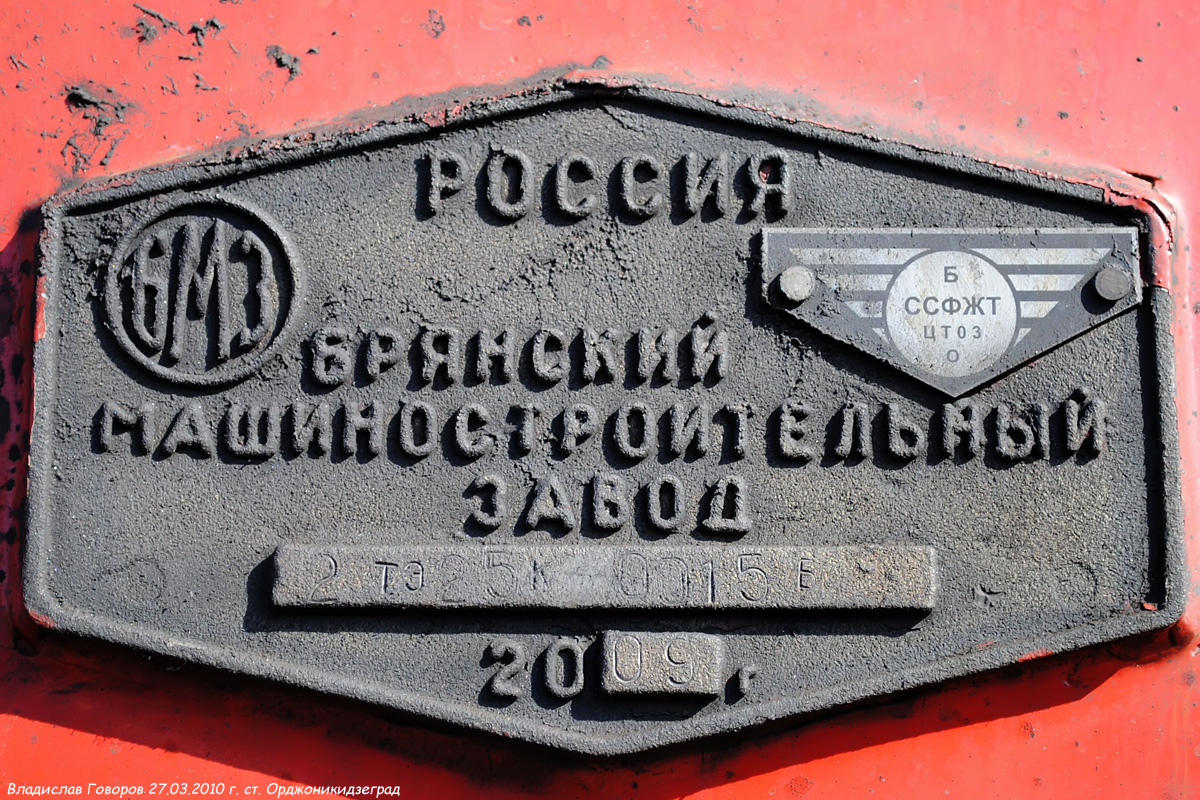 РОССИЯ
БМЗ
Б
ССФЖТ
ЦТ03
О
БРЯНСКИЙ
МАШИНОСТРОИТЕЛЬНЫЙ
ЗАВОД
2ТЭ25К 0015 Б
2009 г
Владислав Говоров 27.03.2010 г. ст. Орджоникидзеград